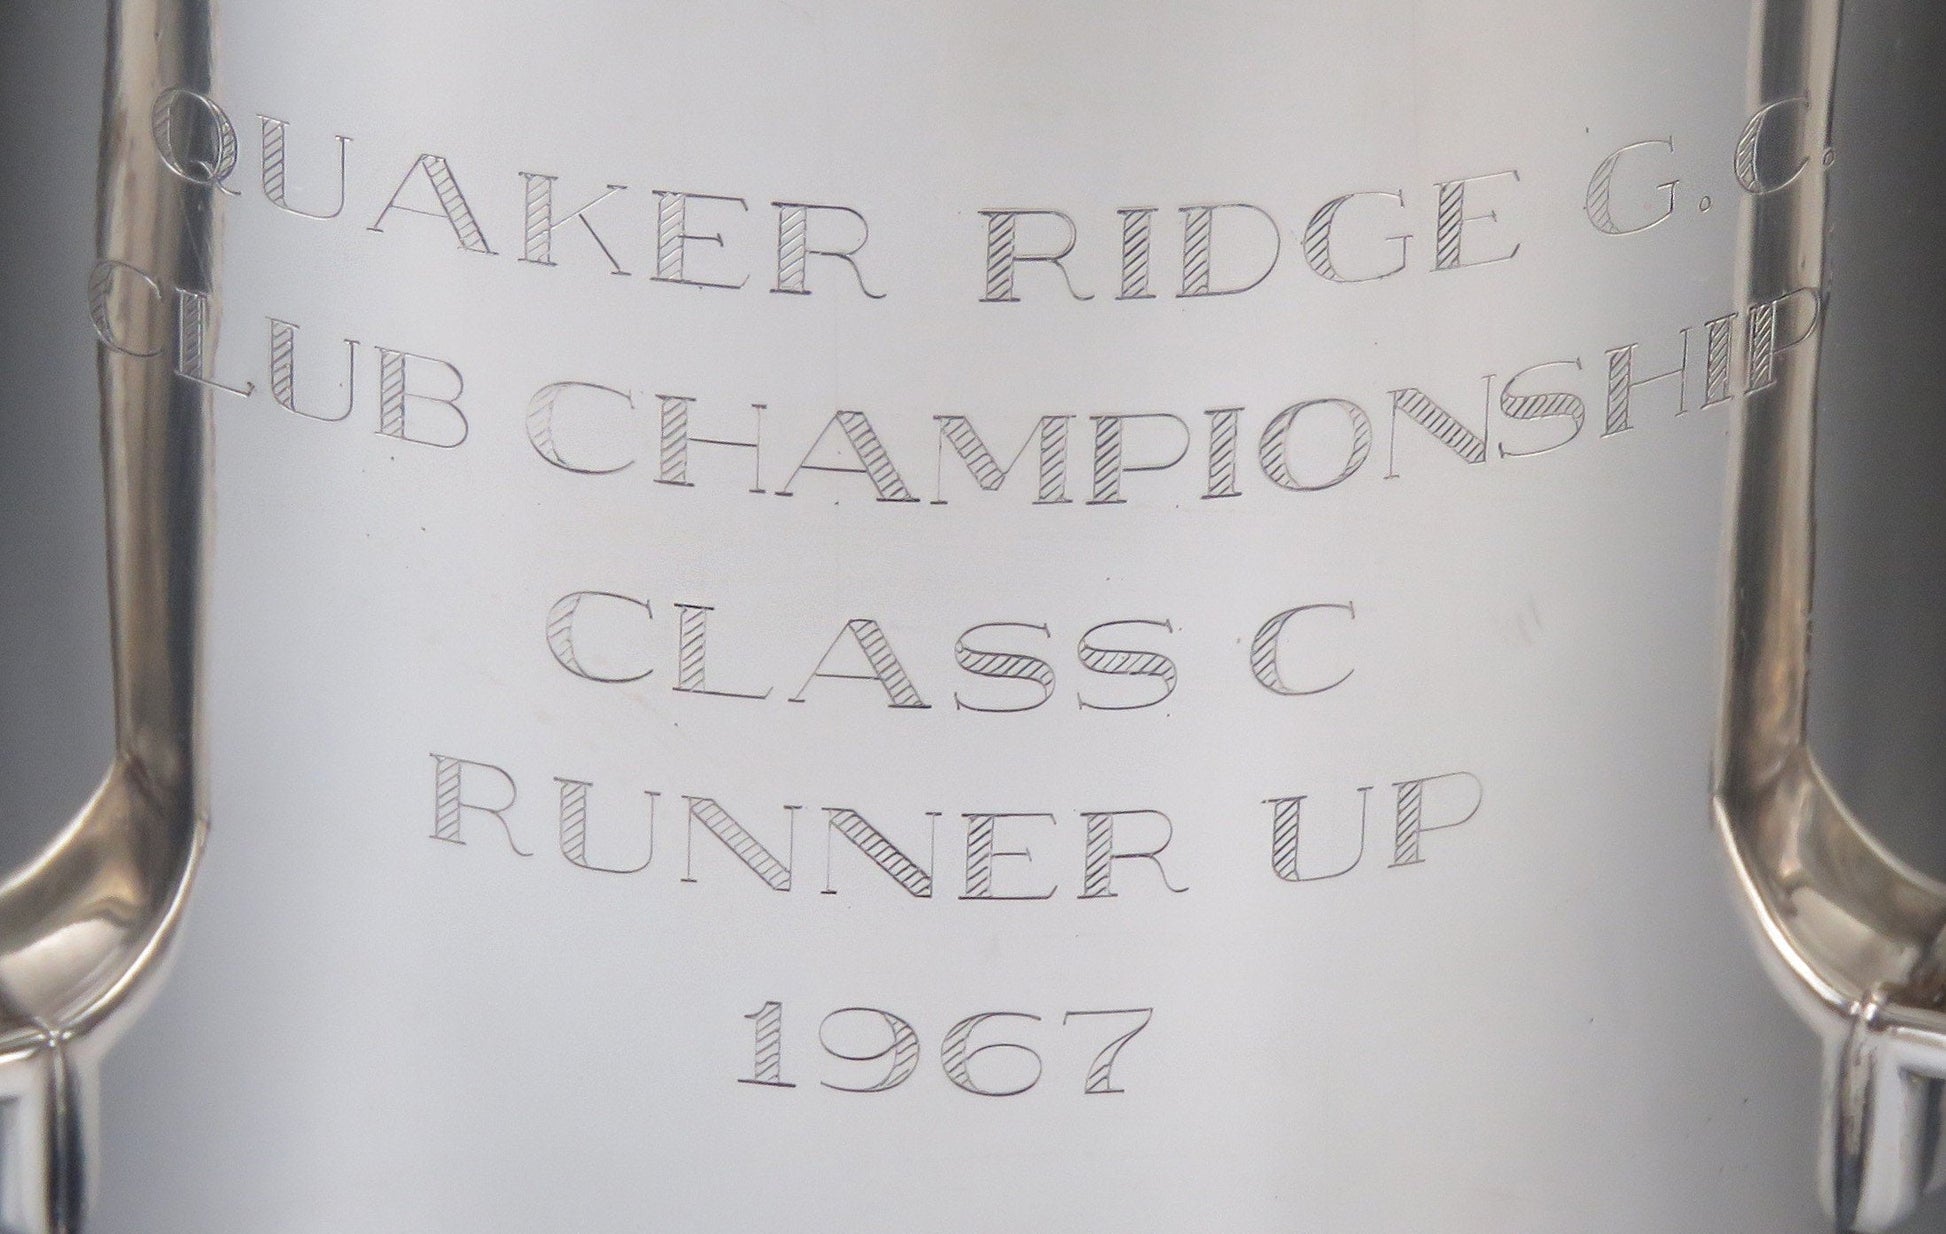 QUAKER RIDGE G.C.
CLUB CHAMPIONSHIP
CLASS C
RUNNER UP
1967